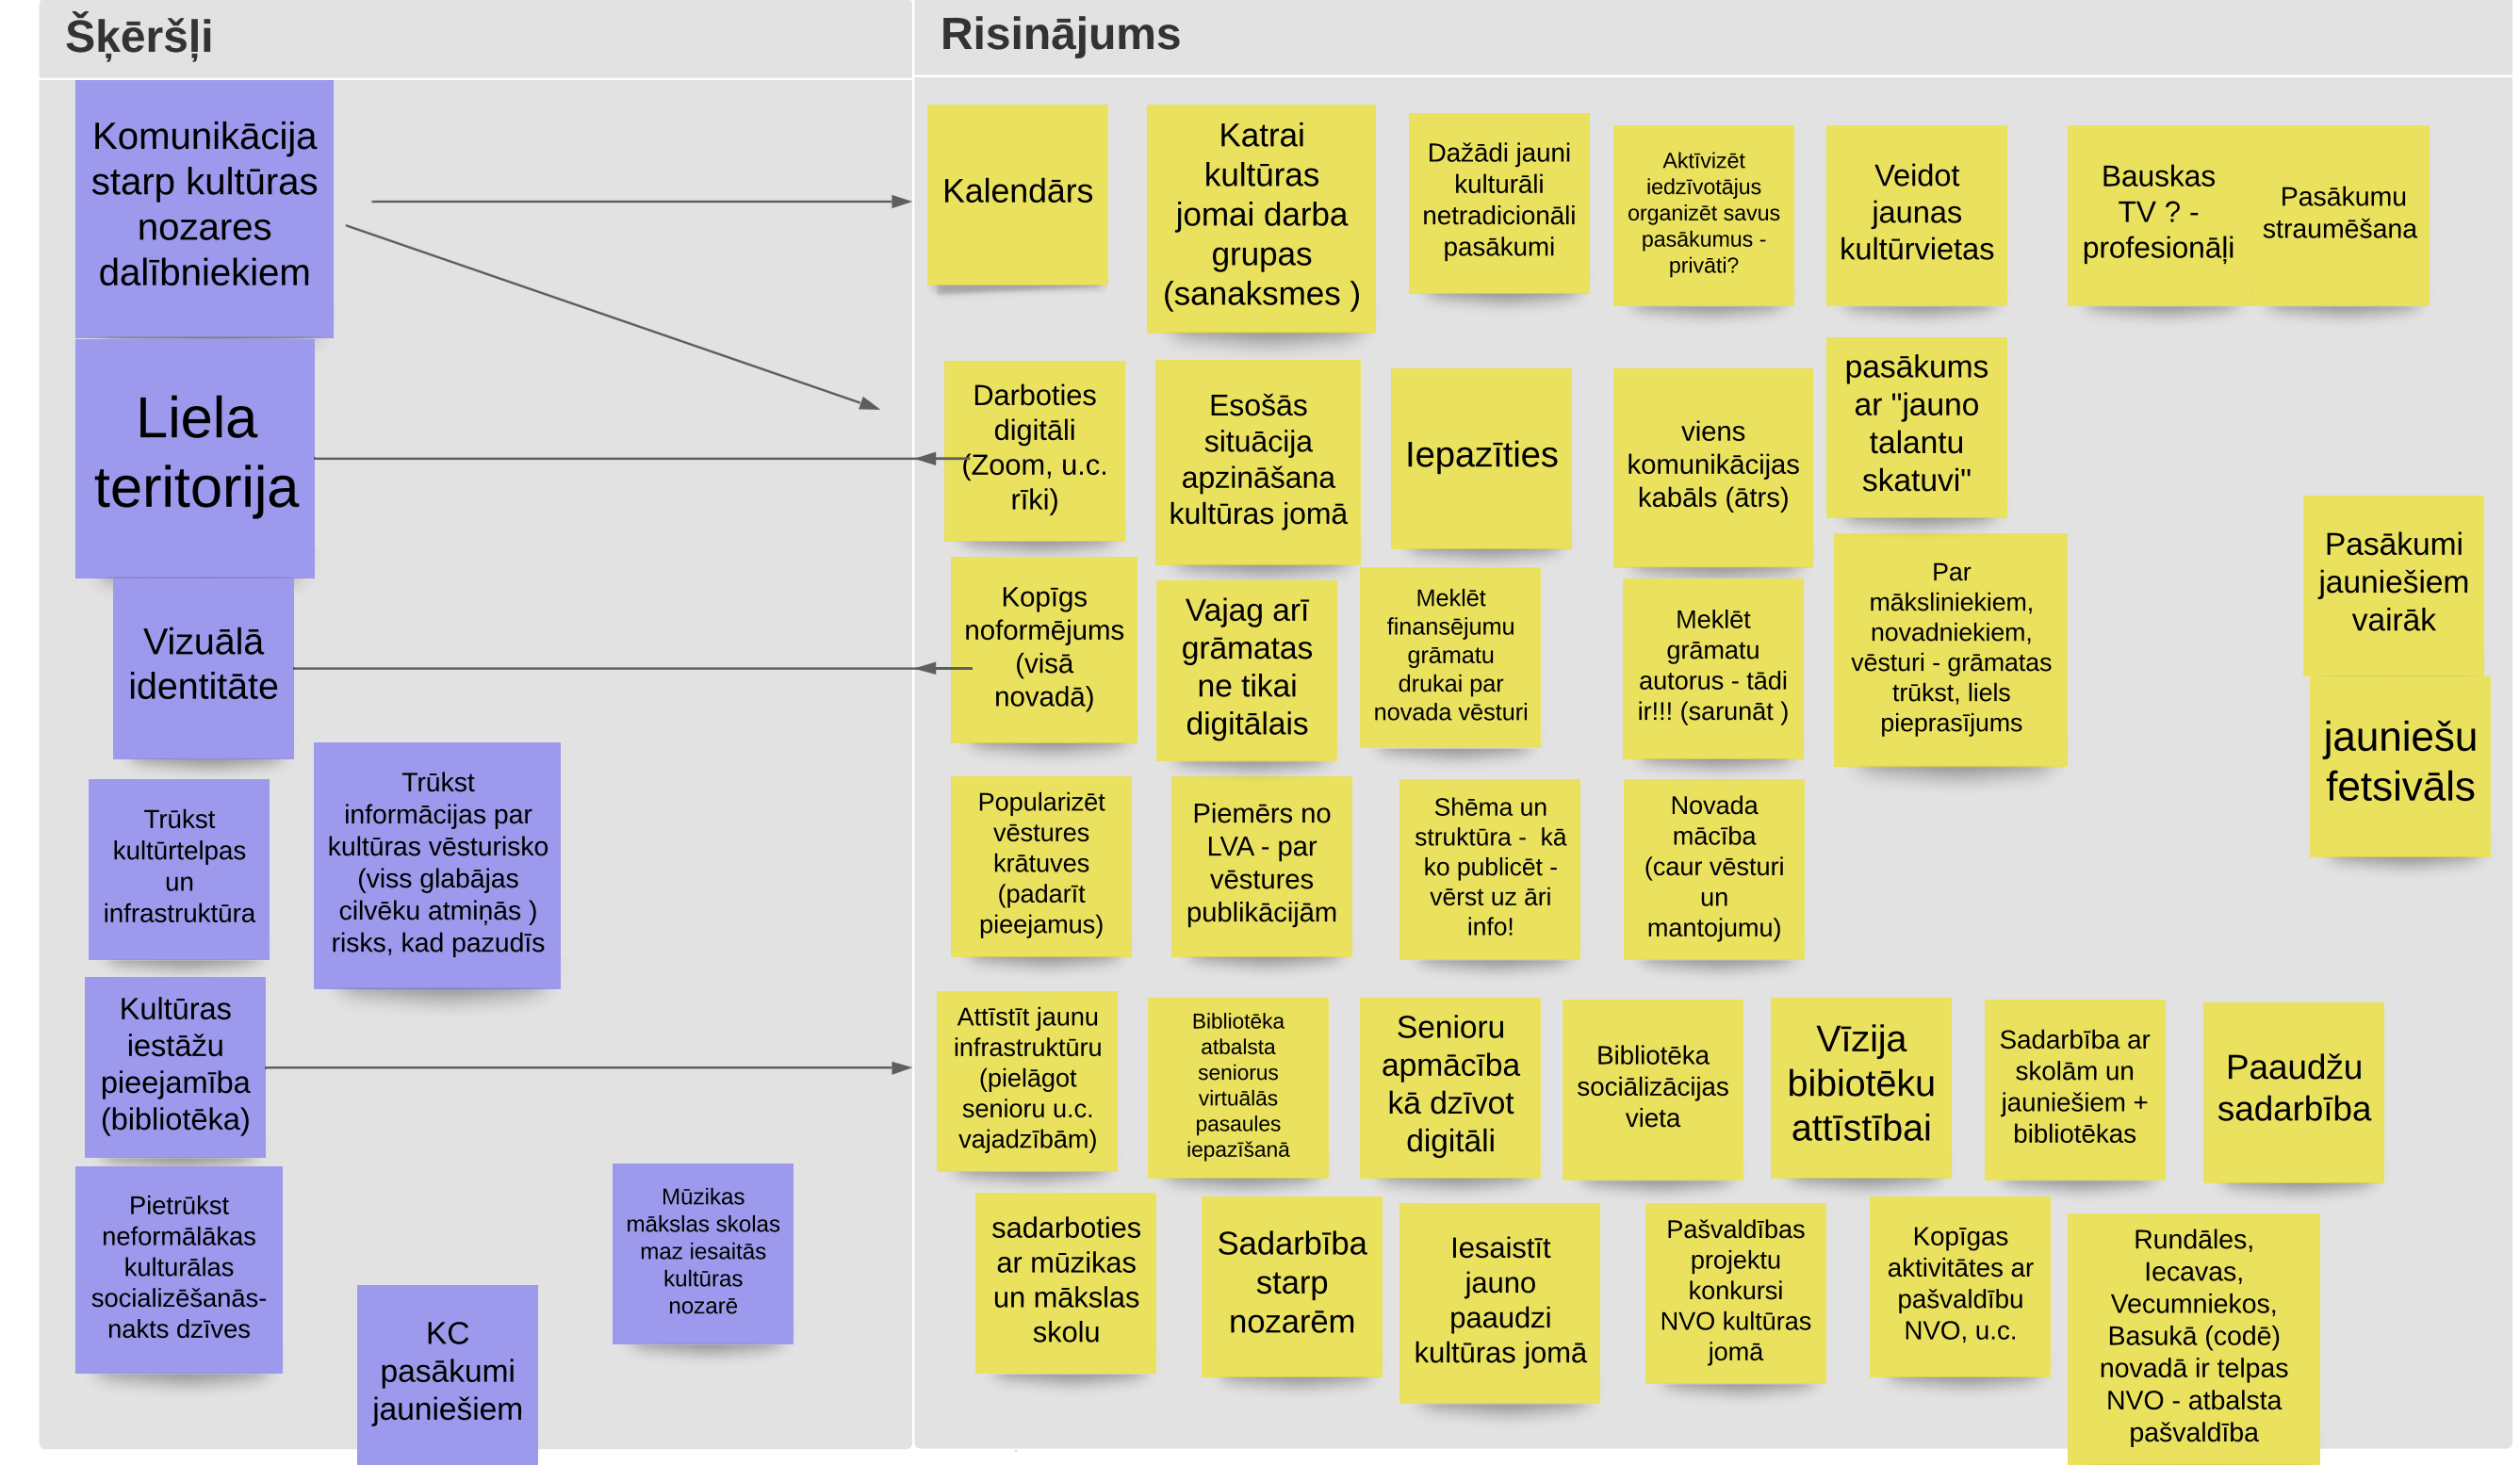 Šķēršļi
Komunikācija
starp kultūras
nozares
dalībniekiem
Liela
teritorija
Vizuālā
identitāte
Trūkst
kultūrtelpas
un
infrastruktūra
Trūkst
informācijas par
kultūras vēsturisko
(viss glabājas
cilvēku atmiņās )
risks, kad pazudīs
Kultūras
iestāžu
pieejamība
(bibliotēka)
Pietrūkst
neformālākas
kulturālas
socializēšanās-
nakts dzīves
KC
pasākumi
jauniešiem
Mūzikas
mākslas skolas
maz iesaitās
kultūras
nozarē
Risinājums
Kalendārs
Katrai
kultūras
jomai darba
grupas
(sanaksmes )
Dažādi jauni
kulturāli
netradicionāli
pasākumi
Aktīvizēt
iedzīvotājus
organizēt savus
pasākumus -
privāti?
Veidot
jaunas
kultūrvietas
Bauskas
TV ? -
profesionāļi
Pasākumu
straumēšana
Darboties
digitāli
(Zoom, u.c.
rīki)
Esošās
situācija
apzināšana
kultūras jomā
Iepazīties
viens
komunikācijas
kabāls (ātrs)
pasākums
ar "jauno
talantu
skatuvi"
Kopīgs
noformējums
(visā
novadā)
Vajag arī
grāmatas
ne tikai
digitālais
Meklēt
finansējumu
grāmatu
drukai par
novada vēsturi
Meklēt
grāmatu
autorus - tādi
ir!!! (sarunāt )
Par
māksliniekiem,
novadniekiem,
vēsturi - grāmatas
trūkst, liels
pieprasījums
Pasākumi
jauniešiem
vairāk
jauniešu
fetsivāls
Popularizēt
vēstures
krātuves
(padarīt
pieejamus)
Piemērs no
LVA - par
vēstures
publikācijām
Shēma un
struktūra -  kā
ko publicēt -
vērst uz āri
info!
Novada
mācība
(caur vēsturi
un
mantojumu)
Attīstīt jaunu
infrastruktūru
(pielāgot
senioru u.c.
vajadzībām)
Bibliotēka
atbalsta
seniorus
virtuālās
pasaules
iepazīšanā
Senioru
apmācība
kā dzīvot
digitāli
Bibliotēka
sociālizācijas
vieta
Vīzija
bibiotēku
attīstībai
Sadarbība ar
skolām un
jauniešiem +
bibliotēkas
Paaudžu
sadarbība
sadarboties
ar mūzikas
un mākslas
skolu
Sadarbība
starp
nozarēm
Iesaistīt
jauno
paaudzi
kultūras jomā
Pašvaldības
projektu
konkursi
NVO kultūras
jomā
Kopīgas
aktivitātes ar
pašvaldību
NVO, u.c.
Rundāles,
Iecavas,
Vecumniekos,
Basukā (codē)
novadā ir telpas
NVO - atbalsta
pašvaldība